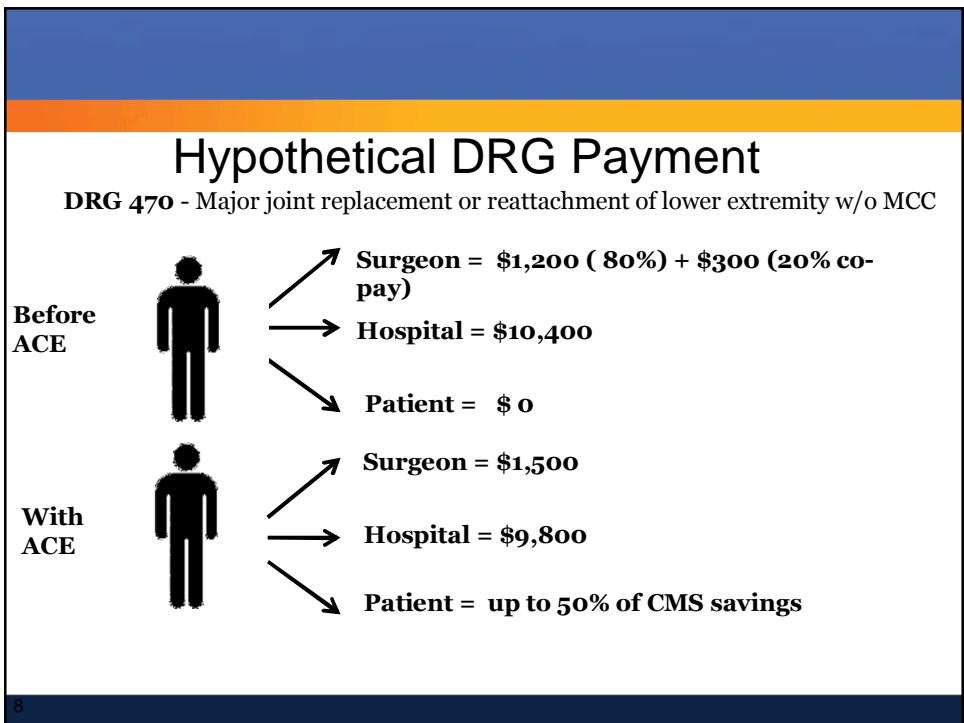 Hypothetical DRG Payment
DRG 470 - Major joint replacement or reattachment of lower extremity w/o MCC
Before
ACE
Surgeon = $1,200 ( 80%) + $300 (20% co-
pay)
Hospital = $10,400
Patient = $ 0
With
ACE
Surgeon = $1,500
Hospital = $9,800
Patient = up to 50% of CMS savings
8